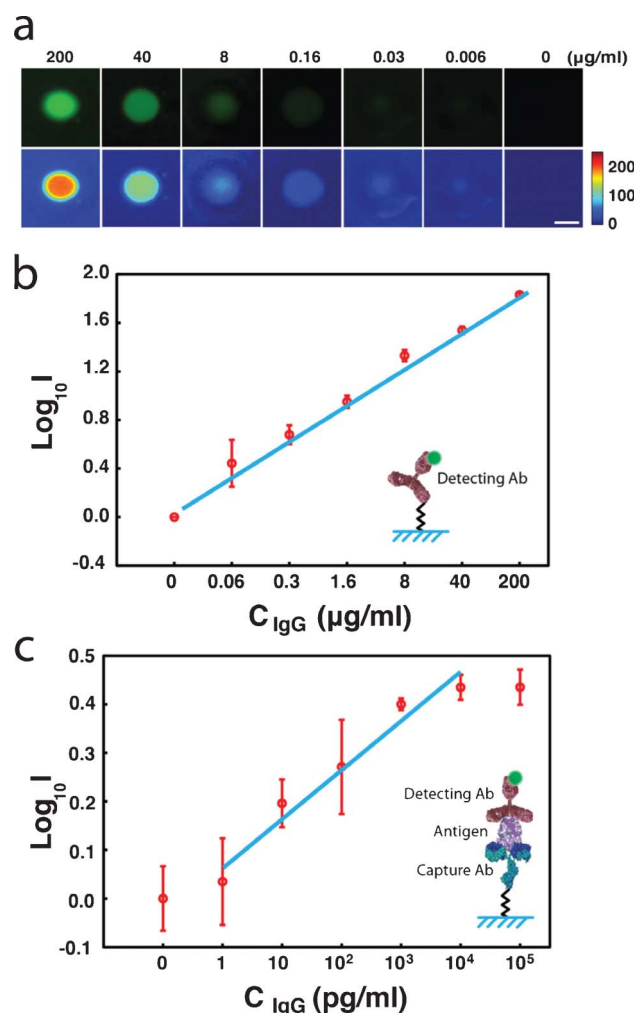 a
200 40 8 0.16 0.03 0.006 0 (µg/ml)
200
100
0
b
2.0
1.6
1.2
0.8
0.4
0.0
-0.4
Log10I
Detecting Ab
0 0.06 0.3 1.6 8 40 200
C IgG (µg/ml)
c
0.5
0.4
0.3
0.2
0.1
0.0
-0.1
Log10I
Detecting Ab
Antigen
Capture Ab
0 1 10 10² 10³ 10⁴ 10⁵
C IgG (pg/ml)